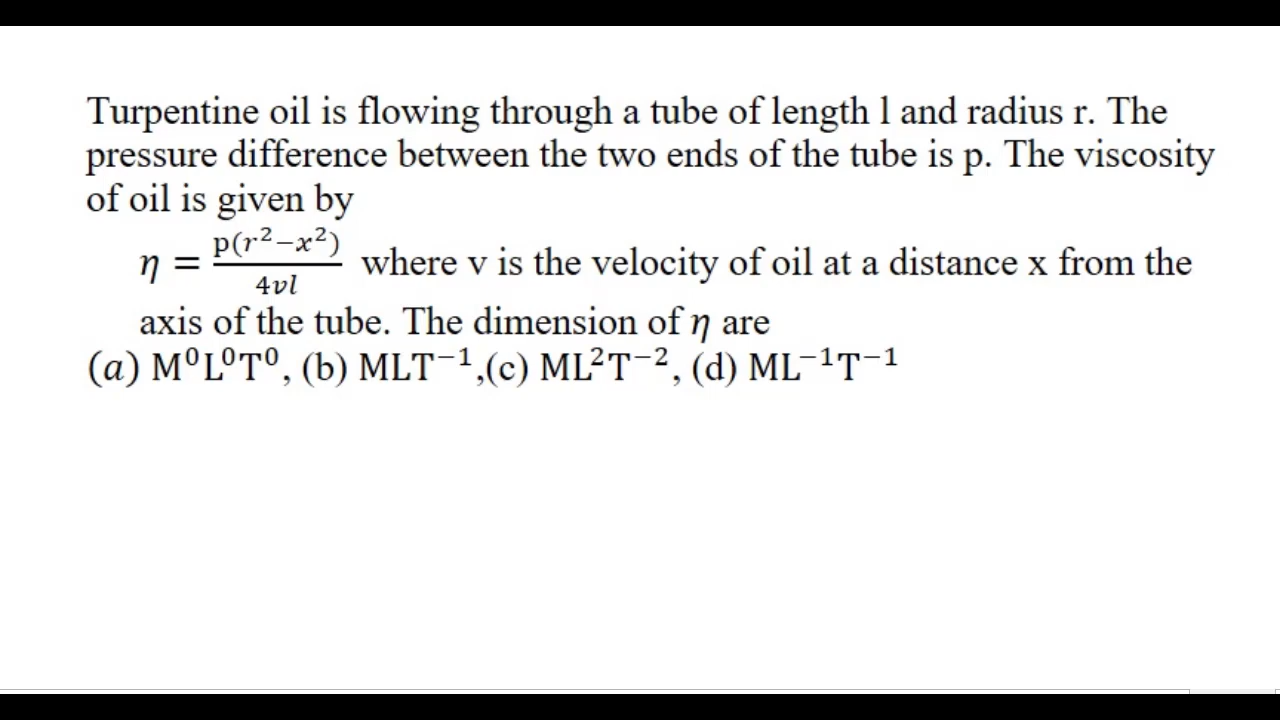 Turpentine oil is flowing through a tube of length l and radius r. The
pressure difference between the two ends of the tube is p. The viscosity
of oil is given by
η = p(r²−x²)/4vl where v is the velocity of oil at a distance x from the
axis of the tube. The dimension of η are
(a) M⁰L⁰T⁰, (b) MLT⁻¹,(c) ML²T⁻², (d) ML⁻¹T⁻¹